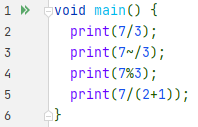 1 void main() {
2 print(7/3);
3 print(7~/3);
4 print(7%3);
5 print(7/(2+1));
6 }